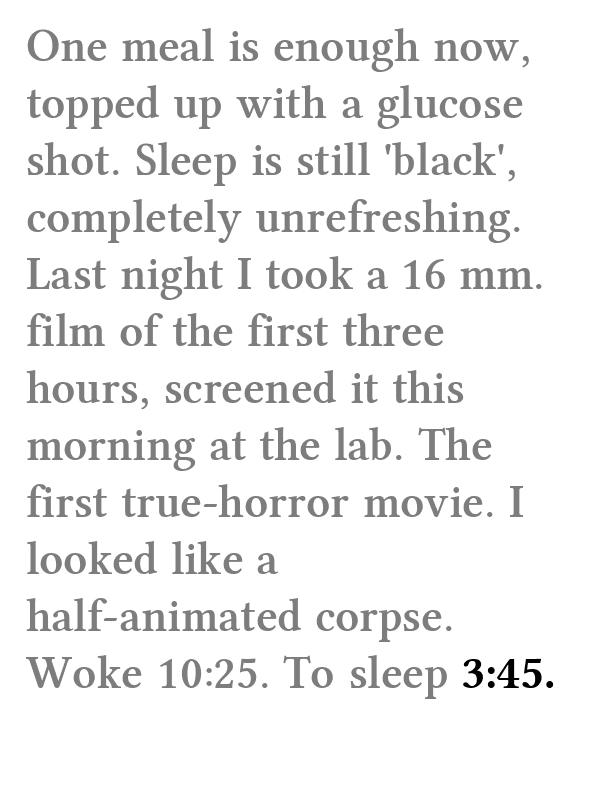 One meal is enough now,
topped up with a glucose
shot. Sleep is still 'black',
completely unrefreshing.
Last night I took a 16 mm.
film of the first three
hours, screened it this
morning at the lab. The
first true-horror movie. I
looked like a
half-animated corpse.
Woke 10:25. To sleep 3:45.